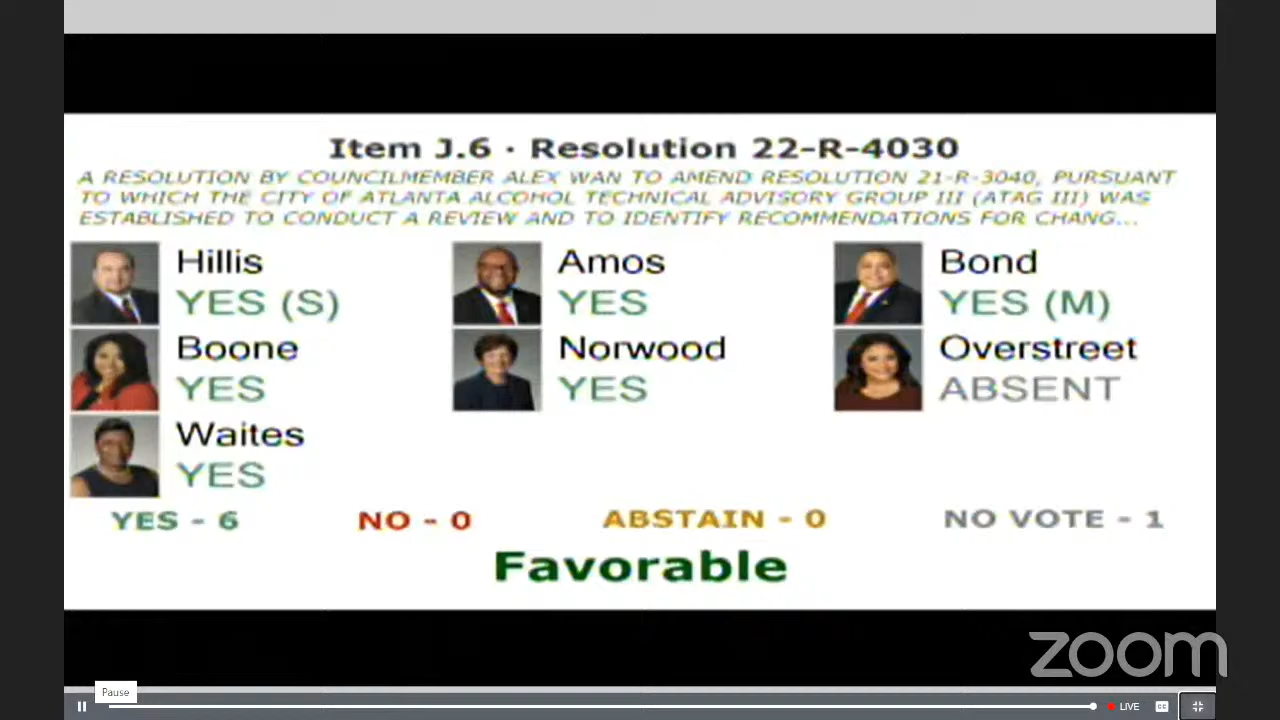 Item J.6 · Resolution 22-R-4030
A RESOLUTION BY COUNCILMEMBER ALEX WAN TO AMEND RESOLUTION 21-R-3040, PURSUANT
TO WHICH THE CITY OF ATLANTA ALCOHOL TECHNICAL ADVISORY GROUP III (ATAG III) WAS
ESTABLISHED TO CONDUCT A REVIEW AND TO IDENTIFY RECOMMENDATIONS FOR CHANG...
Hillis
YES (S)
Amos
YES
Bond
YES (M)
Boone
YES
Norwood
YES
Overstreet
ABSENT
Waites
YES
YES - 6
NO - 0
ABSTAIN - 0
NO VOTE - 1
Favorable
zoom
Pause
LIVE
CC